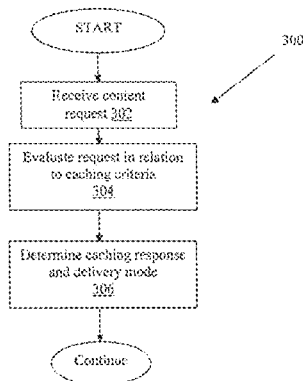 START
300
Receive content
request 302
Evaluate request in relation
to caching criteria
304
Determine caching response
and delivery mode
306
Continue